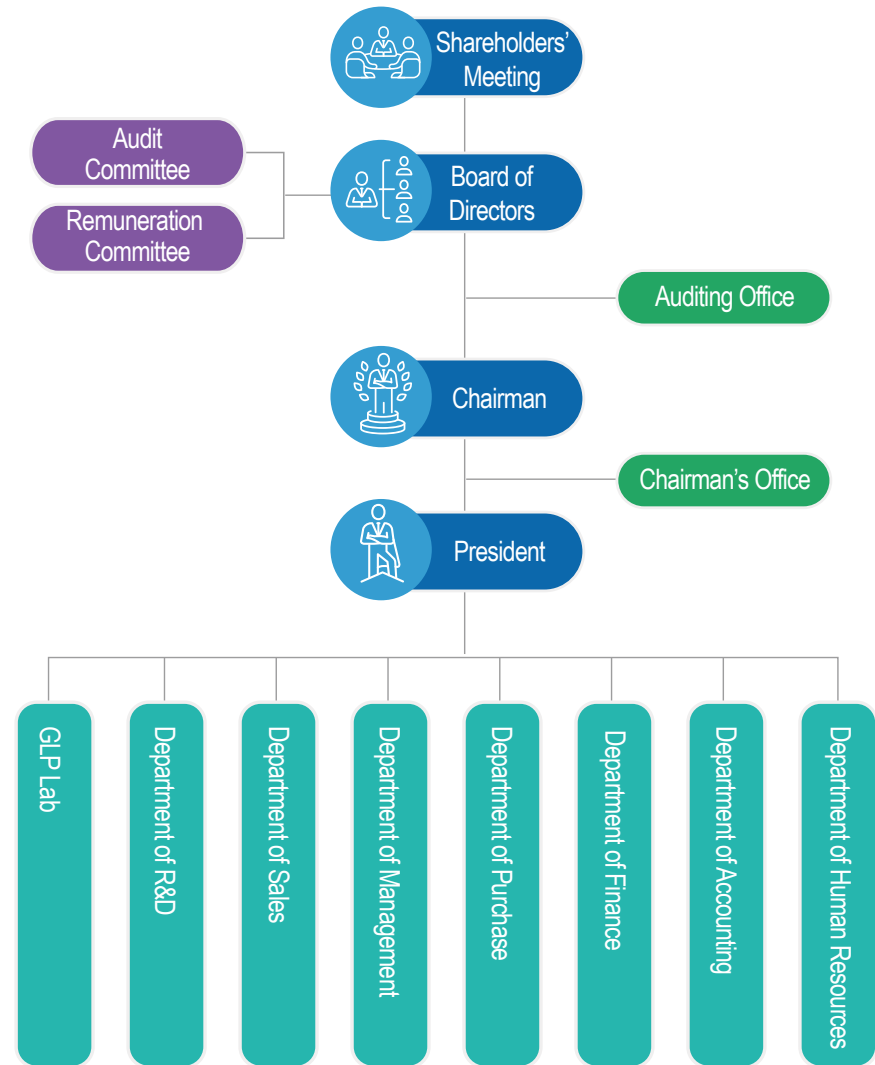 Shareholders’
Meeting
Audit
Committee
Board of
Directors
Remuneration
Committee
Auditing Office
Chairman
Chairman’s Office
President
GLP Lab
Department of R&D
Department of Sales
Department of Management
Department of Purchase
Department of Finance
Department of Accounting
Department of Human Resources